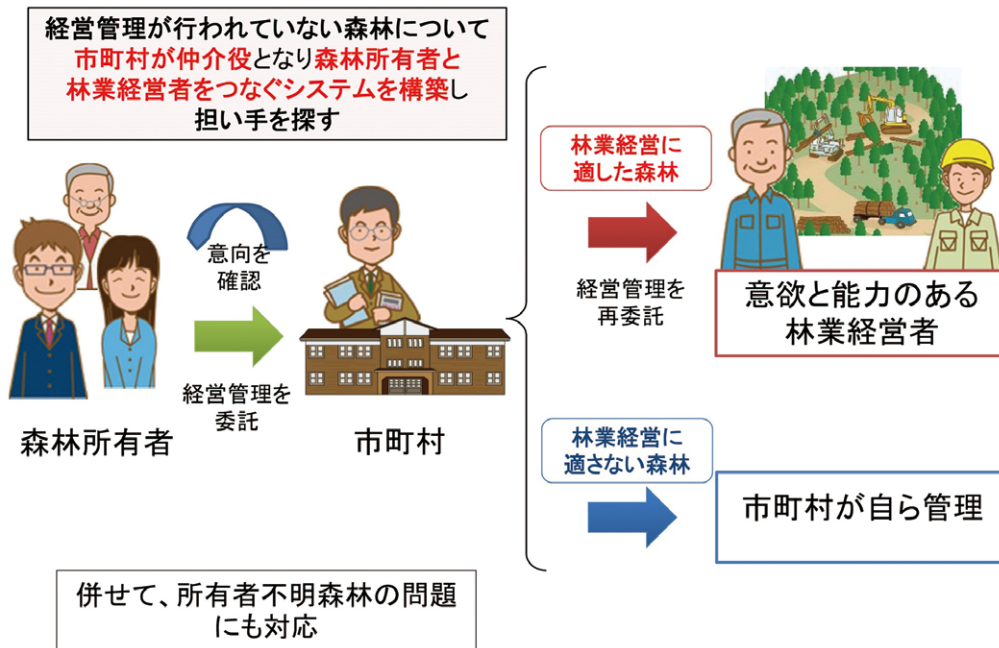 経営管理が行われていない森林について
市町村が仲介役となり森林所有者と
林業経営者をつなぐシステムを構築し
担い手を探す
意向を
確認
経営管理を
委託
森林所有者
市町村
林業経営に
適した森林
経営管理を
再委託
意欲と能力のある
林業経営者
林業経営に
適さない森林
市町村が自ら管理
併せて、所有者不明森林の問題
にも対応